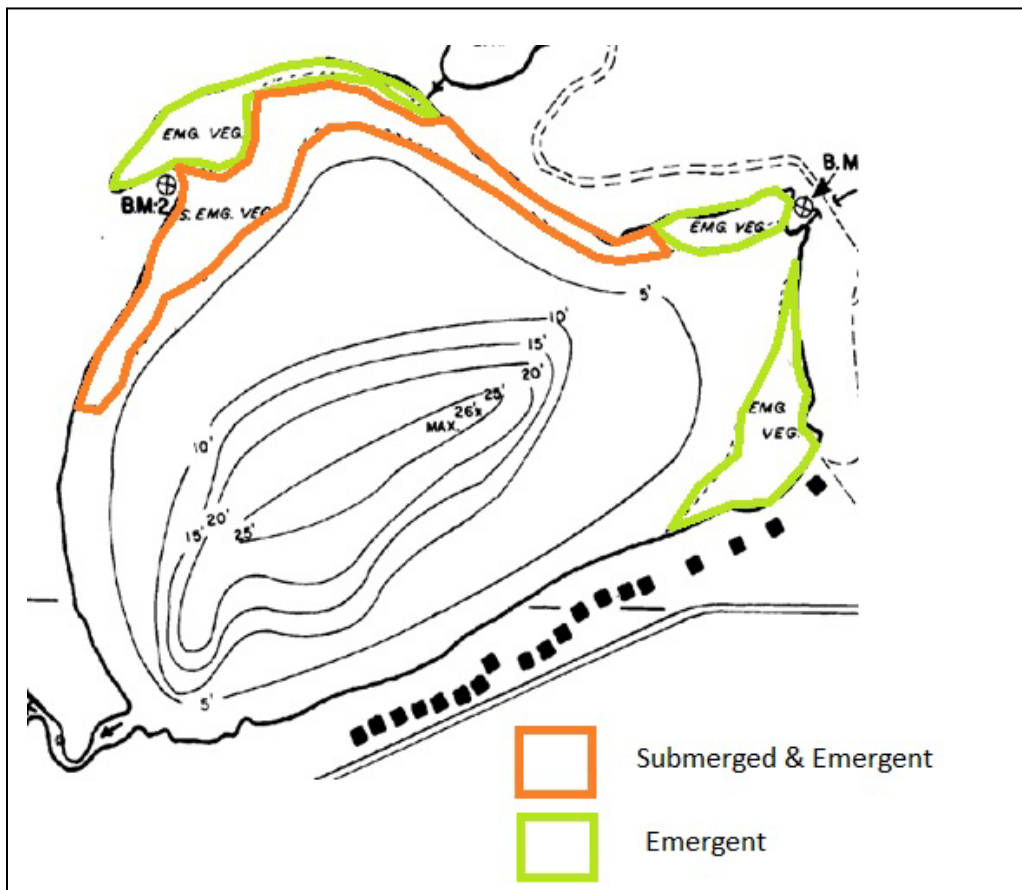 EMG. VEG.
B.M.
B.M.-2
S. EMG. VEG.
EMG. VEG.
5'
10'
15'
20'
25'
26'x
MAX.
EMG.
VEG.
10'
20'
15'
25'
5'
Submerged & Emergent
Emergent